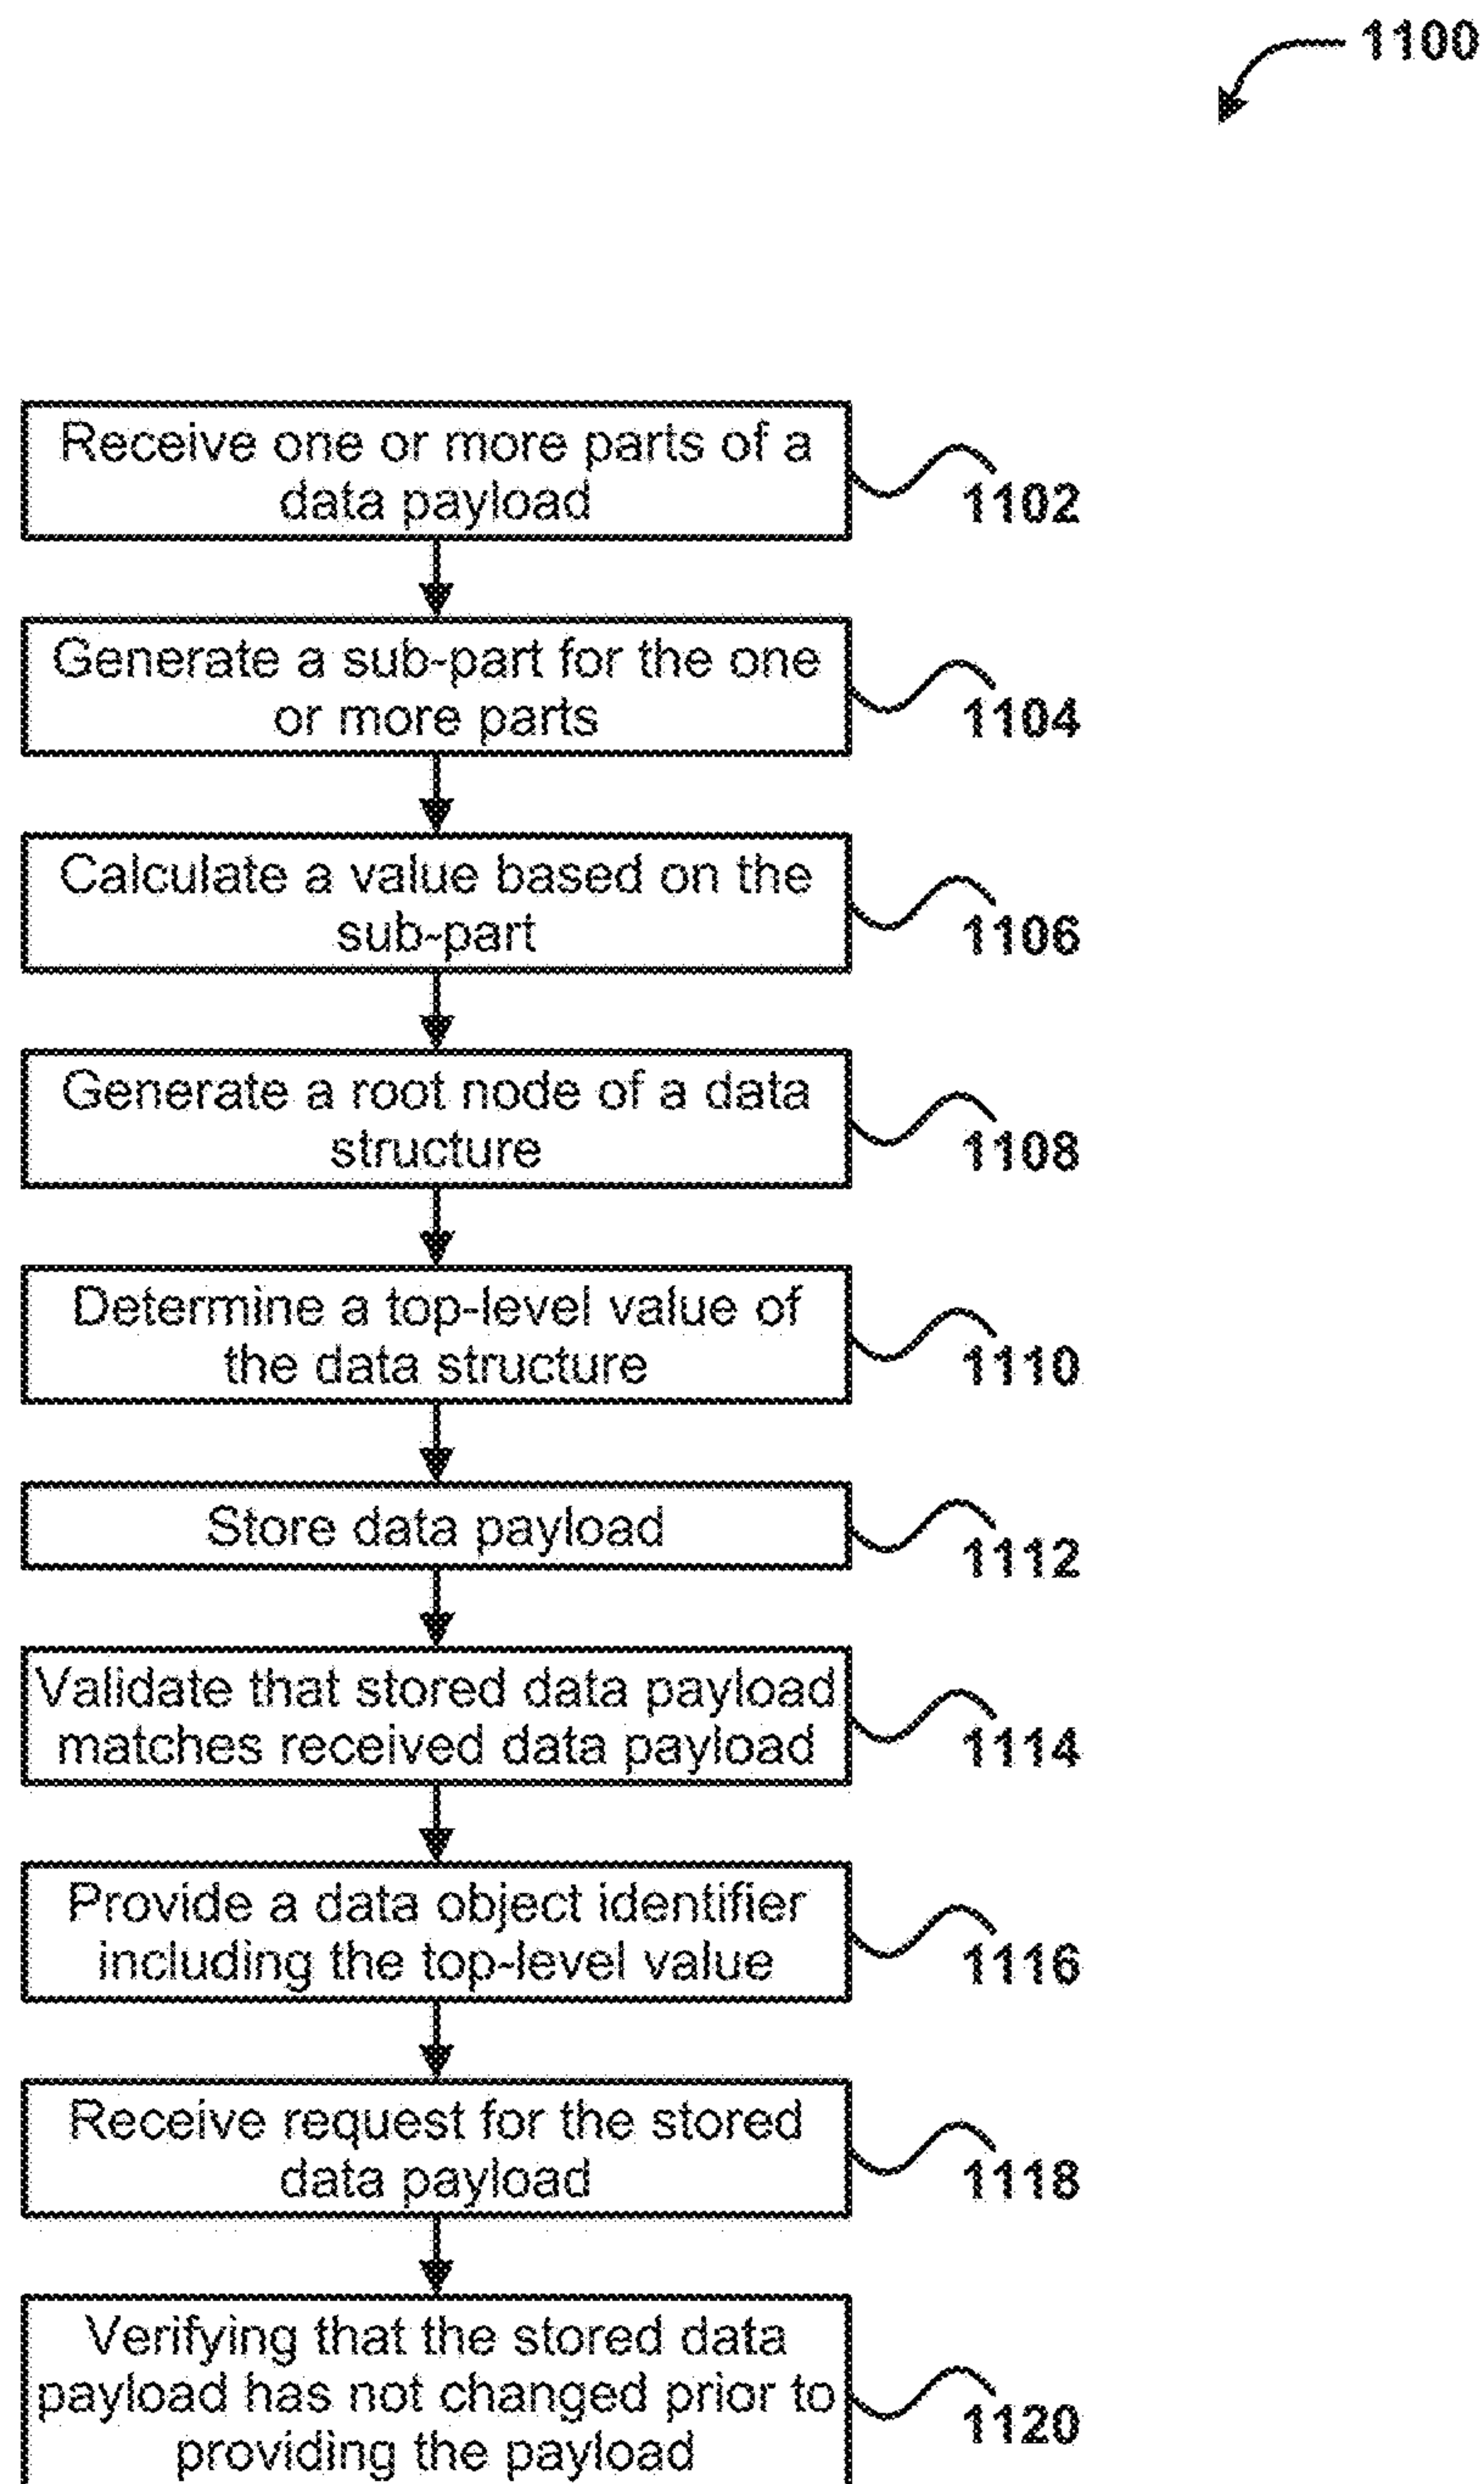 1100
Receive one or more parts of a
data payload
1102
Generate a sub-part for the one
or more parts
1104
Calculate a value based on the
sub-part
1106
Generate a root node of a data
structure
1108
Determine a top-level value of
the data structure
1110
Store data payload
1112
Validate that stored data payload
matches received data payload
1114
Provide a data object identifier
including the top-level value
1116
Receive request for the stored
data payload
1118
Verifying that the stored data
payload has not changed prior to
providing the payload
1120